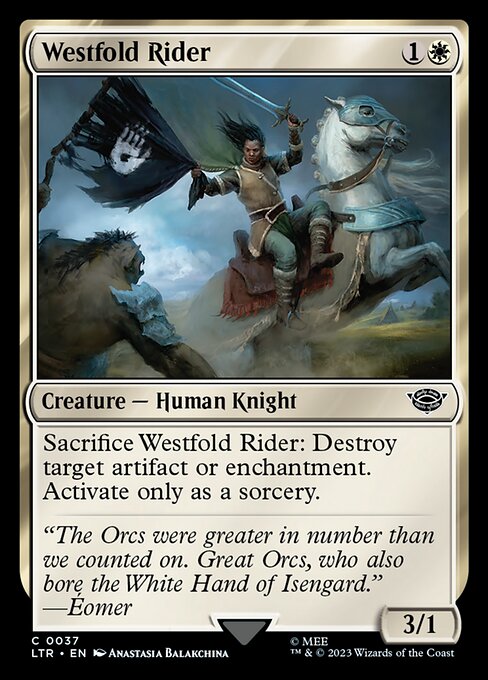 Westfold Rider 1
Creature — Human Knight
Sacrifice Westfold Rider: Destroy
target artifact or enchantment.
Activate only as a sorcery.
“The Orcs were greater in number than
we counted on. Great Orcs, who also
bore the White Hand of Isengard.”
—Éomer
3/1
C 0037
LTR • EN Anastasia Balakchina
© MEE
™ & © 2023 Wizards of the Coast